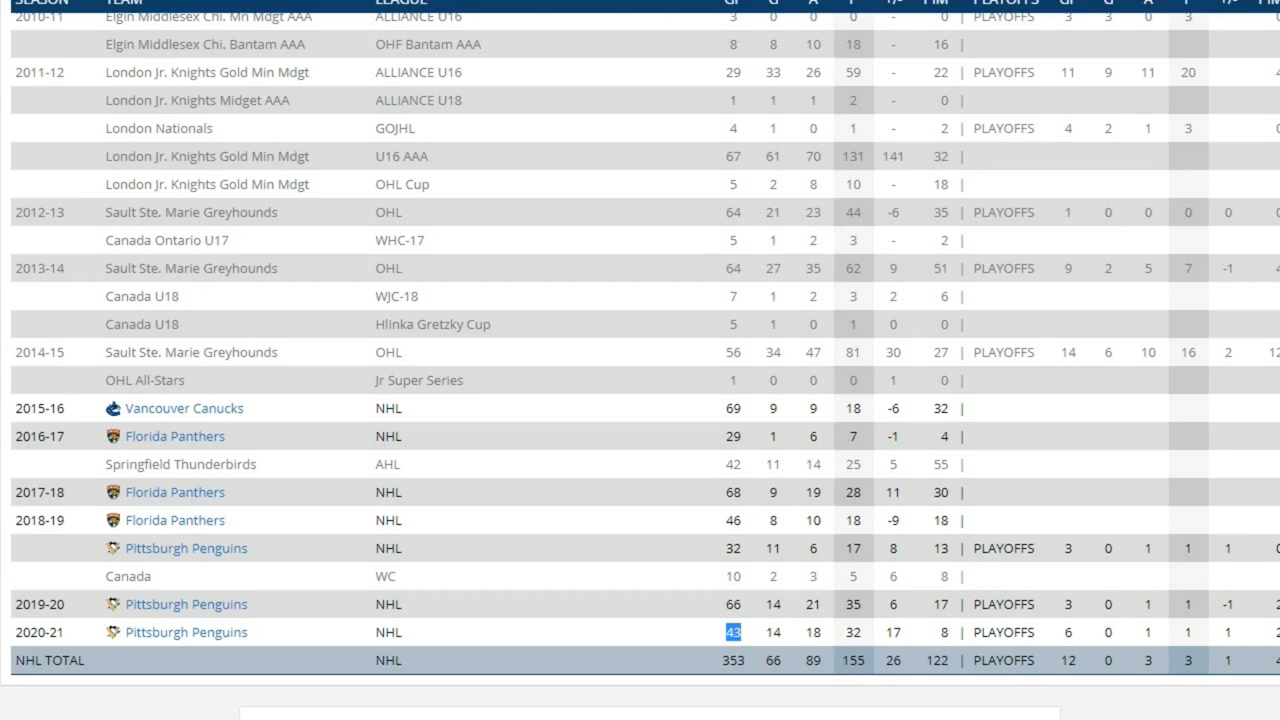 SEASON TEAM LEAGUE GP G A P +/- PIM PLAYOFFS GP G A P +/- PIM
2010-11 Elgin Middlesex Chi. Mn Mdgt AAA ALLIANCE U16 3 0 0 0 - 0 | PLAYOFFS 3 3 0 3
Elgin Middlesex Chi. Bantam AAA OHF Bantam AAA 8 8 10 18 - 16 |
2011-12 London Jr. Knights Gold Min Mdgt ALLIANCE U16 29 33 26 59 - 22 | PLAYOFFS 11 9 11 20 4
London Jr. Knights Midget AAA ALLIANCE U18 1 1 1 2 - 0 |
London Nationals GOJHL 4 1 0 1 - 2 | PLAYOFFS 4 2 1 3 0
London Jr. Knights Gold Min Mdgt U16 AAA 67 61 70 131 141 32 |
London Jr. Knights Gold Min Mdgt OHL Cup 5 2 8 10 - 18 |
2012-13 Sault Ste. Marie Greyhounds OHL 64 21 23 44 -6 35 | PLAYOFFS 1 0 0 0 0 0
Canada Ontario U17 WHC-17 5 1 2 3 - 2 |
2013-14 Sault Ste. Marie Greyhounds OHL 64 27 35 62 9 51 | PLAYOFFS 9 2 5 7 -1 4
Canada U18 WJC-18 7 1 2 3 2 6 |
Canada U18 Hlinka Gretzky Cup 5 1 0 1 0 0 |
2014-15 Sault Ste. Marie Greyhounds OHL 56 34 47 81 30 27 | PLAYOFFS 14 6 10 16 2 12
OHL All-Stars Jr Super Series 1 0 0 0 1 0 |
2015-16 Vancouver Canucks NHL 69 9 9 18 -6 32 |
2016-17 Florida Panthers NHL 29 1 6 7 -1 4 |
Springfield Thunderbirds AHL 42 11 14 25 5 55 |
2017-18 Florida Panthers NHL 68 9 19 28 11 30 |
2018-19 Florida Panthers NHL 46 8 10 18 -9 18 |
Pittsburgh Penguins NHL 32 11 6 17 8 13 | PLAYOFFS 3 0 1 1 1 0
Canada WC 10 2 3 5 6 8 |
2019-20 Pittsburgh Penguins NHL 66 14 21 35 6 17 | PLAYOFFS 3 0 1 1 -1 2
2020-21 Pittsburgh Penguins NHL 43 14 18 32 17 8 | PLAYOFFS 6 0 1 1 1 2
NHL TOTAL NHL 353 66 89 155 26 122 | PLAYOFFS 12 0 3 3 1 4